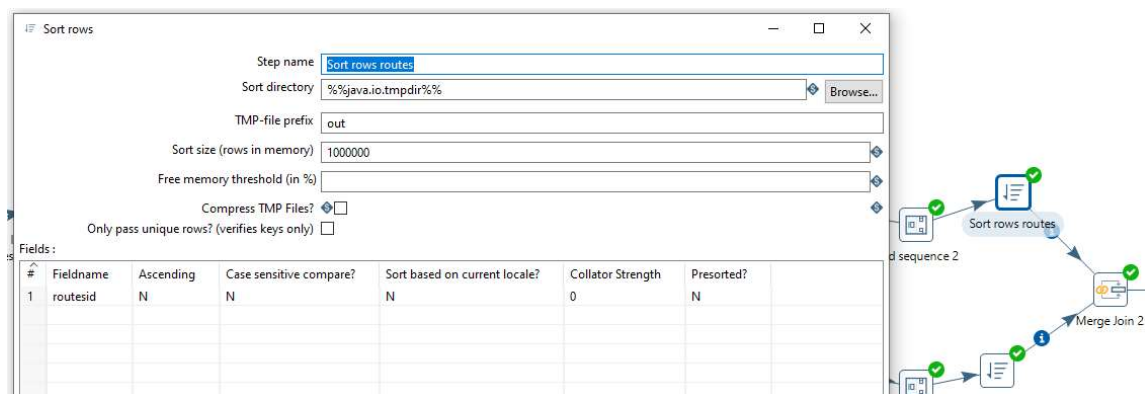 Sort rows
Step name Sort rows routes
Sort directory %%java.io.tmpdir%% Browse...
TMP-file prefix out
Sort size (rows in memory) 1000000
Free memory threshold (in %)
Compress TMP Files?
Only pass unique rows? (verifies keys only)
Fields :
# Fieldname Ascending Case sensitive compare? Sort based on current locale? Collator Strength Presorted?
1 routesid N N N 0 N
Sort rows routes
d sequence 2
Merge Join 2